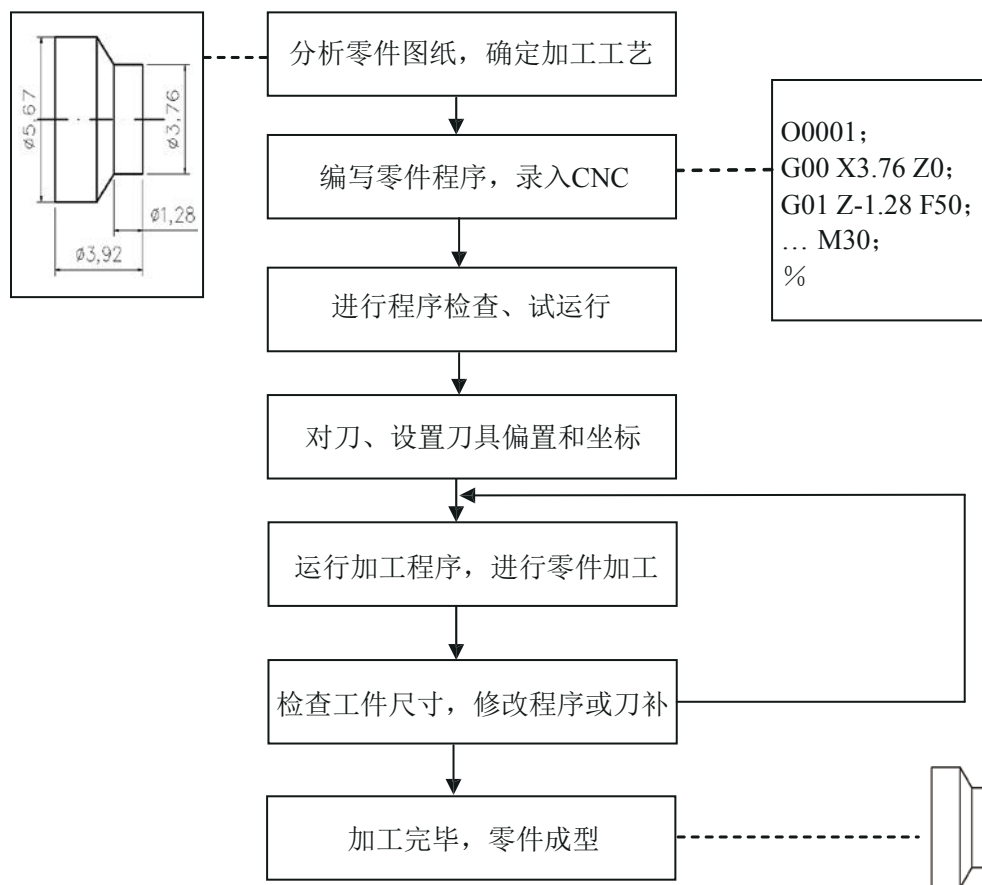 分析零件图纸，确定加工工艺
ø5,67
ø3,76
ø1,28
ø3,92
编写零件程序，录入CNC
O0001；
G00 X3.76 Z0；
G01 Z-1.28 F50；
… M30；
%
进行程序检查、试运行
对刀、设置刀具偏置和坐标
运行加工程序，进行零件加工
检查工件尺寸，修改程序或刀补
加工完毕，零件成型